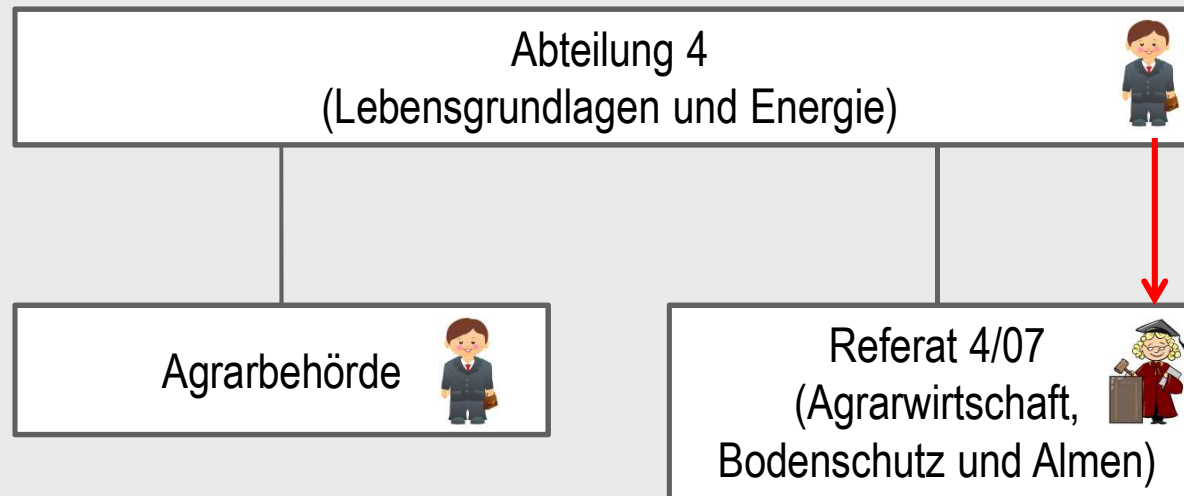 Abteilung 4
(Lebensgrundlagen und Energie)
Agrarbehörde
Referat 4/07
(Agrarwirtschaft,
Bodenschutz und Almen)